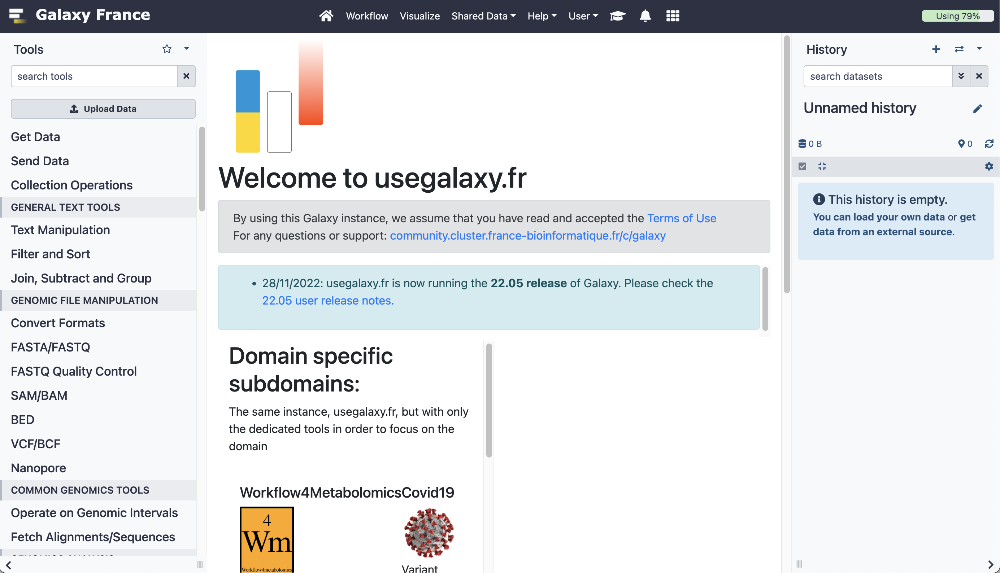 Galaxy France
Workflow
Visualize
Shared Data
Help
User
Using 79%
Tools
search tools
Upload Data
Get Data
Send Data
Collection Operations
GENERAL TEXT TOOLS
Text Manipulation
Filter and Sort
Join, Subtract and Group
GENOMIC FILE MANIPULATION
Convert Formats
FASTA/FASTQ
FASTQ Quality Control
SAM/BAM
BED
VCF/BCF
Nanopore
COMMON GENOMICS TOOLS
Operate on Genomic Intervals
Fetch Alignments/Sequences
Welcome to usegalaxy.fr
By using this Galaxy instance, we assume that you have read and accepted the Terms of Use
For any questions or support: community.cluster.france-bioinformatique.fr/c/galaxy
• 28/11/2022: usegalaxy.fr is now running the 22.05 release of Galaxy. Please check the
22.05 user release notes.
Domain specific
subdomains:
The same instance, usegalaxy.fr, but with only
the dedicated tools in order to focus on the
domain
Workflow4MetabolomicsCovid19
4
Wm
Workflow4metabolomics
Variant
History
search datasets
Unnamed history
0 B
0
This history is empty.
You can load your own data or get
data from an external source.